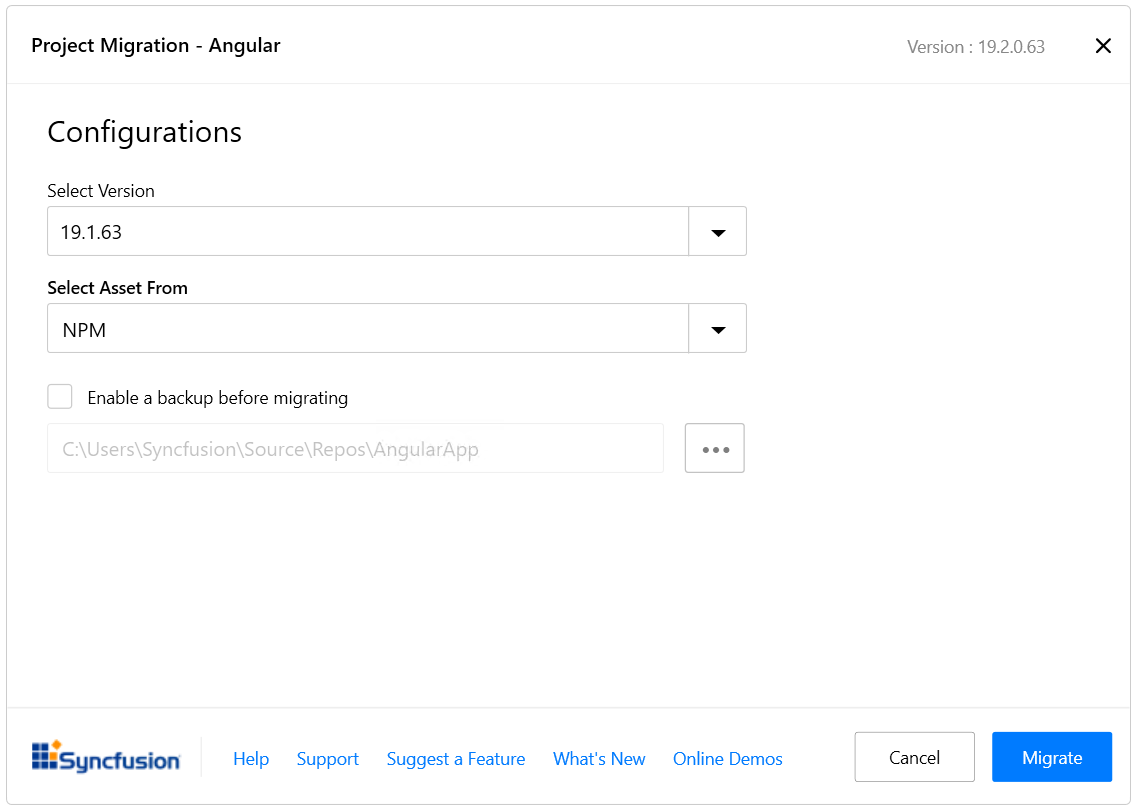 Project Migration - Angular
Version : 19.2.0.63
Configurations
Select Version
19.1.63
Select Asset From
NPM
Enable a backup before migrating
C:\Users\Syncfusion\Source\Repos\AngularApp
Syncfusion
Help
Support
Suggest a Feature
What's New
Online Demos
Cancel
Migrate